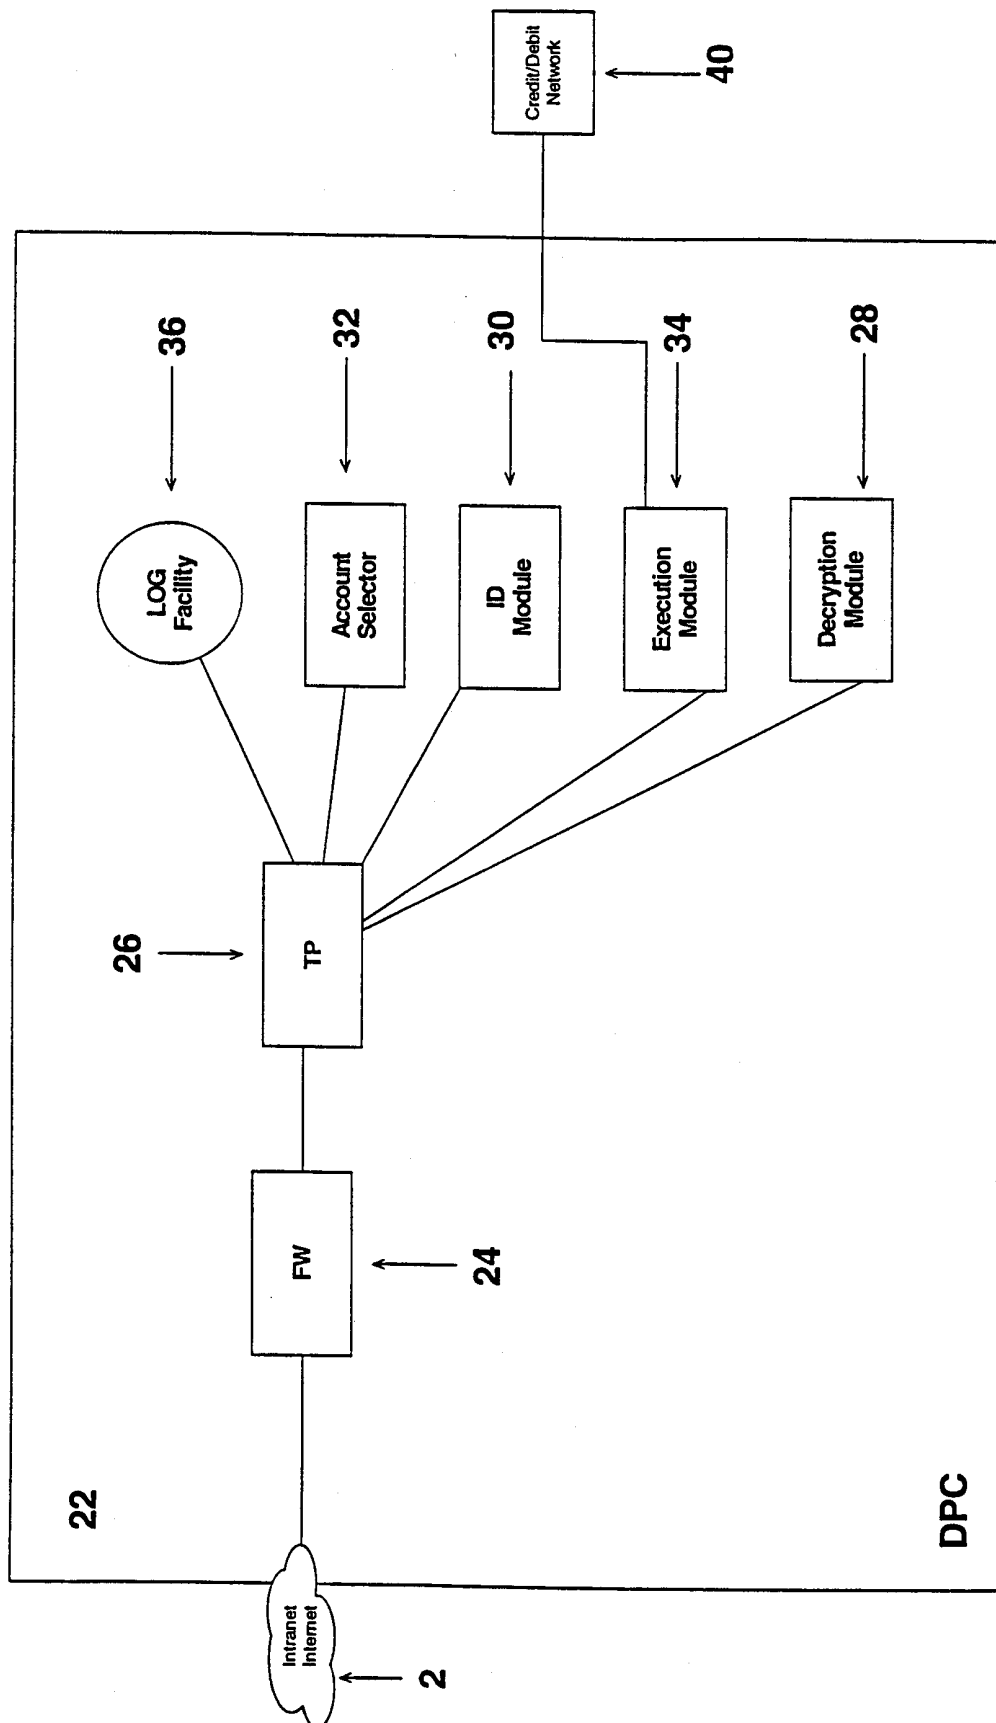 22
Intranet
Internet
2
FW
24
TP
26
LOG
Facility
36
Account
Selector
32
ID
Module
30
Execution
Module
34
Decryption
Module
28
Credit/Debit
Network
40
DPC